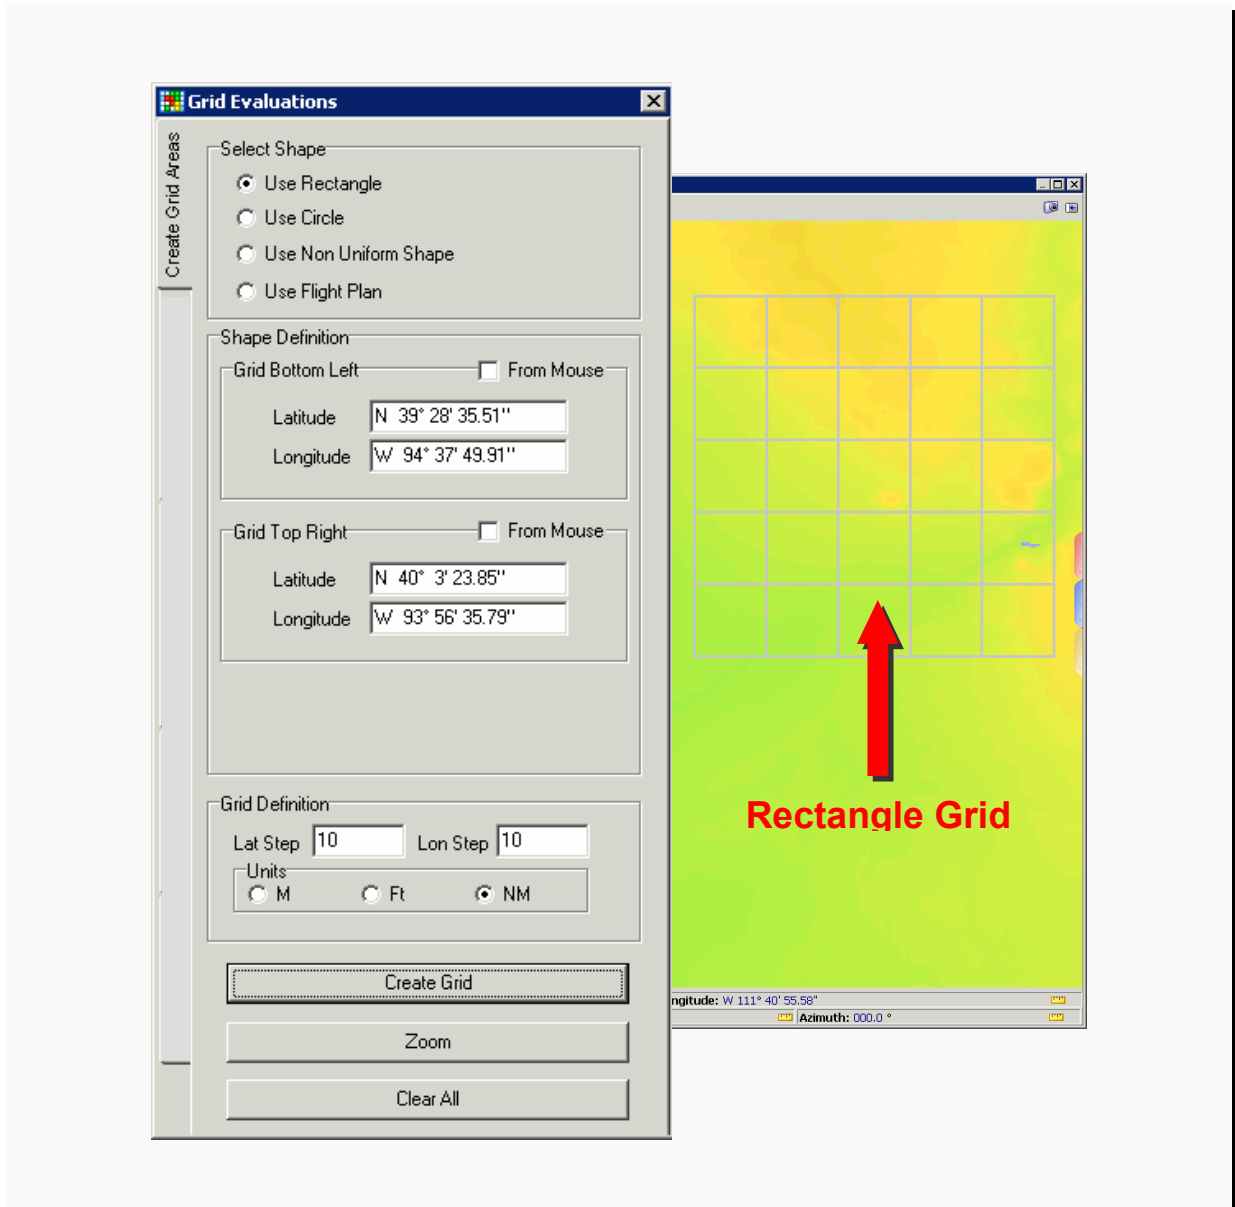 Grid Evaluations
Create Grid Areas
Select Shape
Use Rectangle
Use Circle
Use Non Uniform Shape
Use Flight Plan
Shape Definition
Grid Bottom Left From Mouse
Latitude N 39° 28' 35.51"
Longitude W 94° 37' 49.91"
Grid Top Right From Mouse
Latitude N 40° 3' 23.85"
Longitude W 93° 56' 35.79"
Grid Definition
Lat Step 10 Lon Step 10
Units
M Ft NM
Create Grid
Zoom
Clear All
Rectangle Grid
ngitude: W 111° 40' 55.58"
Azimuth: 000.0 °